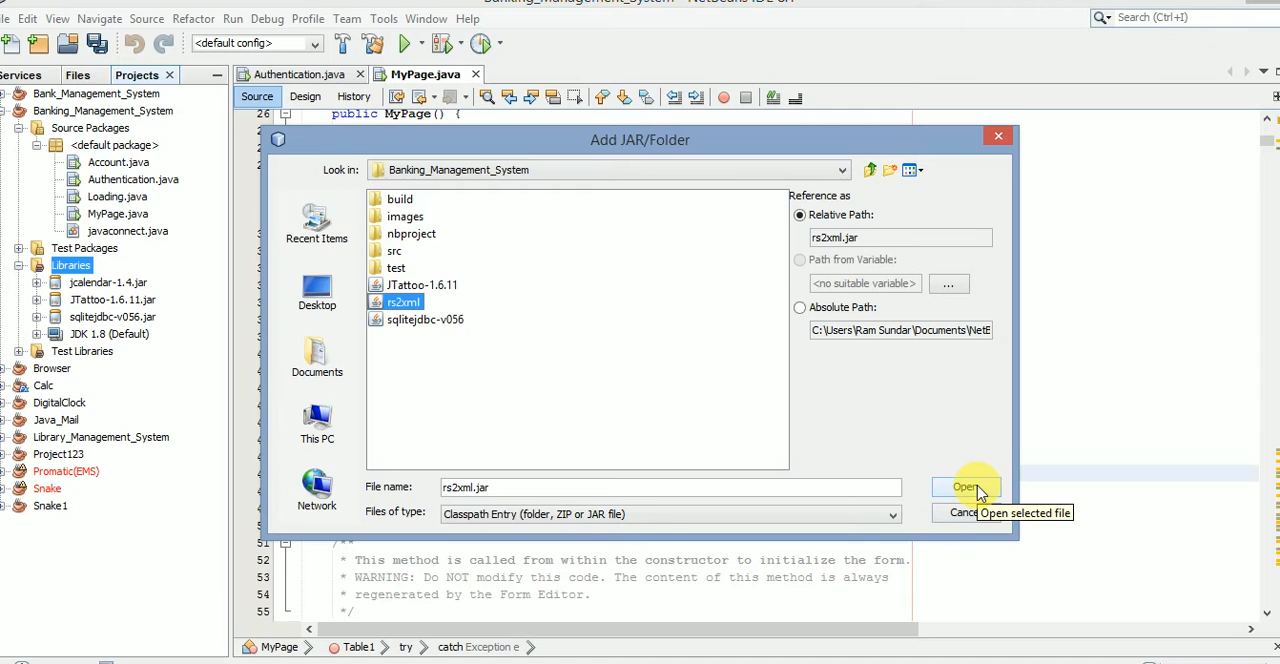 Banking_Management_System - NetBeans IDE
File Edit View Navigate Source Refactor Run Debug Profile Team Tools Window Help
Search (Ctrl+I)
<default config>
Services Files Projects
Authentication.java MyPage.java
Source Design History
Bank_Management_System
Banking_Management_System
Source Packages
<default package>
Account.java
Authentication.java
Loading.java
MyPage.java
javaconnect.java
Test Packages
Libraries
jcalendar-1.4.jar
JTattoo-1.6.11.jar
sqlitejdbc-v056.jar
JDK 1.8 (Default)
Test Libraries
Browser
Calc
DigitalClock
Java_Mail
Library_Management_System
Project123
Promatic(EMS)
Snake
Snake1
26 public MyPage() {
Add JAR/Folder
Look in: Banking_Management_System
Recent Items
Desktop
Documents
This PC
Network
build
images
nbproject
src
test
JTattoo-1.6.11
rs2xml
sqlitejdbc-v056
Reference as
Relative Path:
rs2xml.jar
Path from Variable:
<no suitable variable> ...
Absolute Path:
C:\Users\Ram Sundar\Documents\NetB
File name: rs2xml.jar Open
Files of type: Classpath Entry (folder, ZIP or JAR file) Cancel
Open selected file
51 /**
52 * This method is called from within the constructor to initialize the form.
53 * WARNING: Do NOT modify this code. The content of this method is always
54 * regenerated by the Form Editor.
55 */
MyPage Table1 try catch Exception e